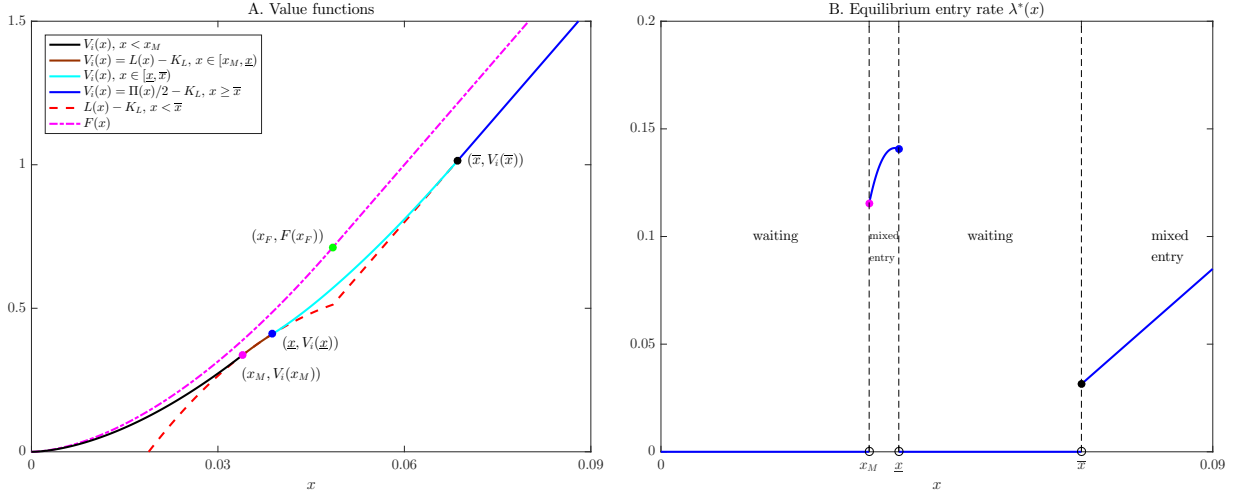 A. Value functions
1.5
1
0.5
0
V_i(x), x < x_M
V_i(x) = L(x) − K_L, x ∈ [x_M, x̲)
V_i(x), x ∈ [x̲, x̅)
V_i(x) = Π(x)/2 − K_L, x ≥ x̅
L(x) − K_L, x < x̅
F(x)
(x̅, V_i(x̅))
(x_F, F(x_F))
(x̲, V_i(x̲))
(x_M, V_i(x_M))
0 0.03 0.06 0.09
x
B. Equilibrium entry rate λ*(x)
0.2
0.15
0.1
0.05
0
waiting
mixed
entry
waiting
mixed
entry
0 x_M x̲ x̅ 0.09
x